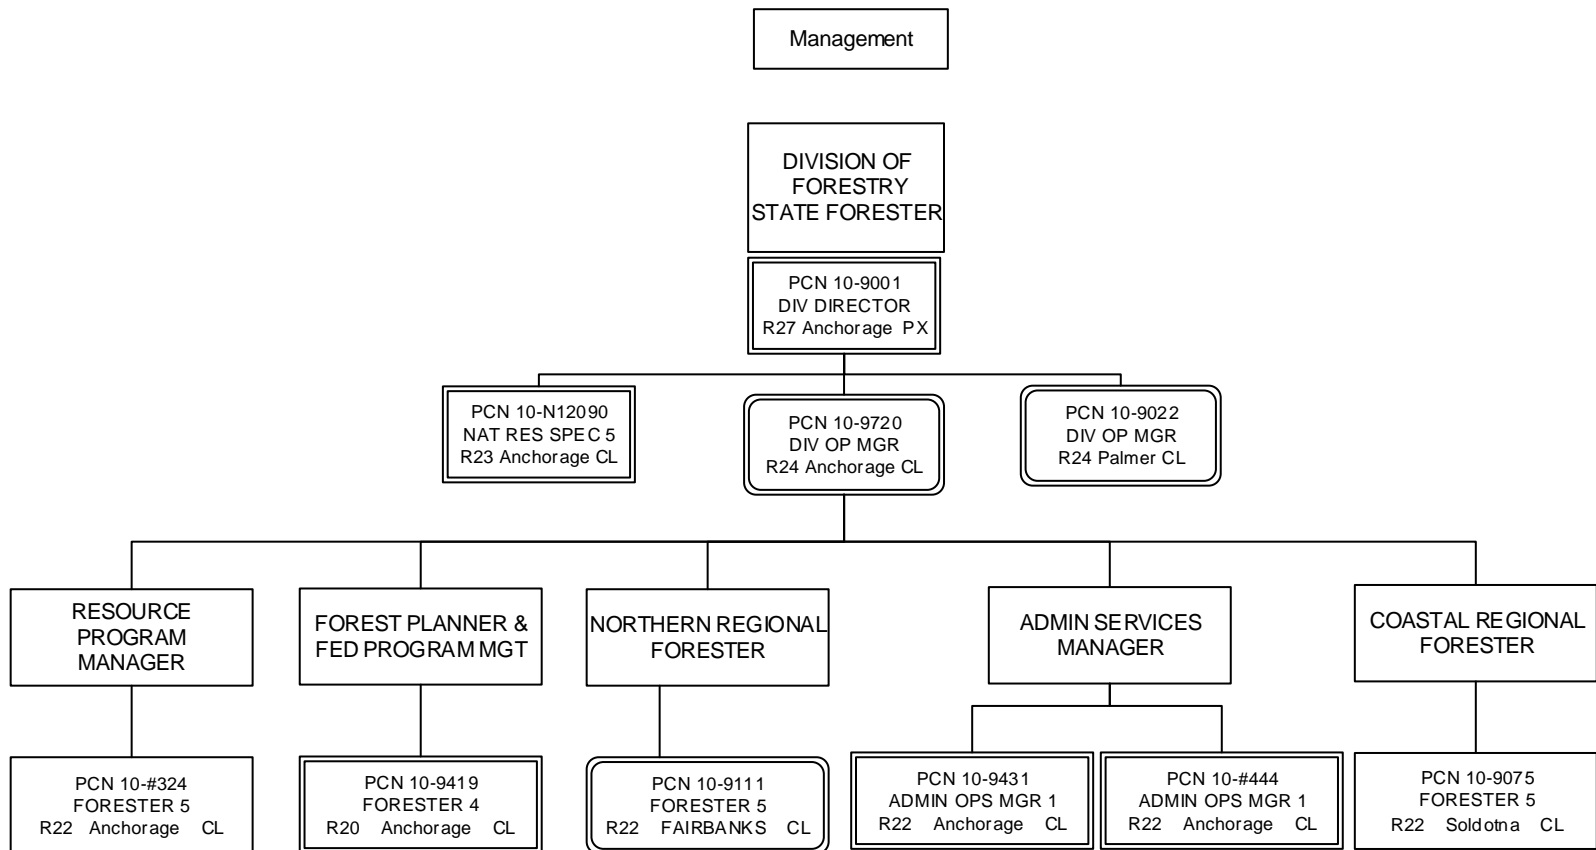 Management
DIVISION OF
FORESTRY
STATE FORESTER
PCN 10-9001
DIV DIRECTOR
R27 Anchorage PX
PCN 10-N12090
NAT RES SPEC 5
R23 Anchorage CL
PCN 10-9720
DIV OP MGR
R24 Anchorage CL
PCN 10-9022
DIV OP MGR
R24 Palmer CL
RESOURCE
PROGRAM
MANAGER
FOREST PLANNER &
FED PROGRAM MGT
NORTHERN REGIONAL
FORESTER
ADMIN SERVICES
MANAGER
COASTAL REGIONAL
FORESTER
PCN 10-#324
FORESTER 5
R22 Anchorage CL
PCN 10-9419
FORESTER 4
R20 Anchorage CL
PCN 10-9111
FORESTER 5
R22 FAIRBANKS CL
PCN 10-9431
ADMIN OPS MGR 1
R22 Anchorage CL
PCN 10-#444
ADMIN OPS MGR 1
R22 Anchorage CL
PCN 10-9075
FORESTER 5
R22 Soldotna CL